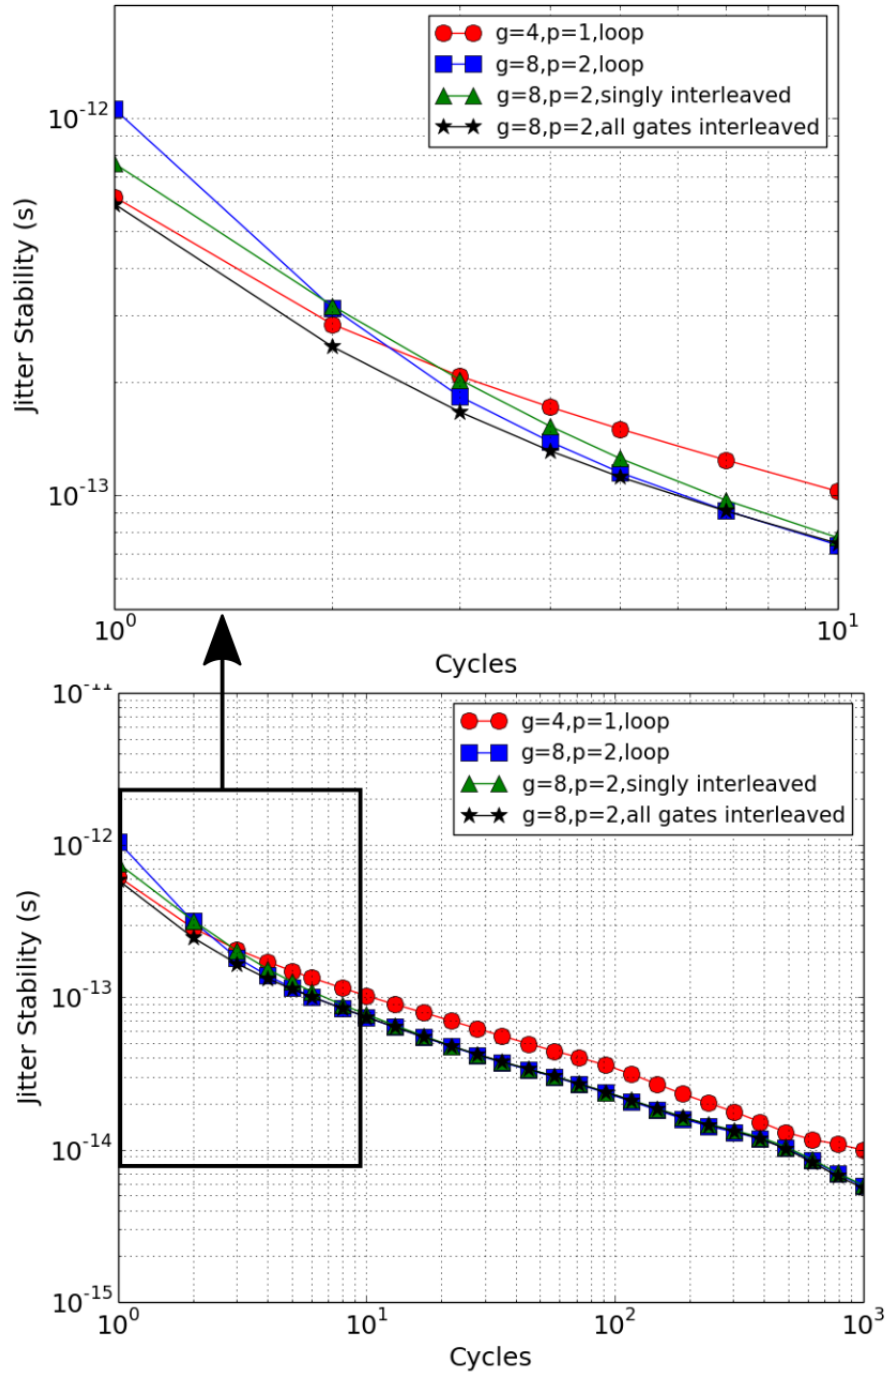 g=4,p=1,loop
g=8,p=2,loop
g=8,p=2,singly interleaved
g=8,p=2,all gates interleaved
10^-12
10^-13
Jitter Stability (s)
10^0
10^1
Cycles
10^-11
g=4,p=1,loop
g=8,p=2,loop
g=8,p=2,singly interleaved
g=8,p=2,all gates interleaved
10^-12
10^-13
10^-14
10^-15
Jitter Stability (s)
10^0
10^1
10^2
10^3
Cycles